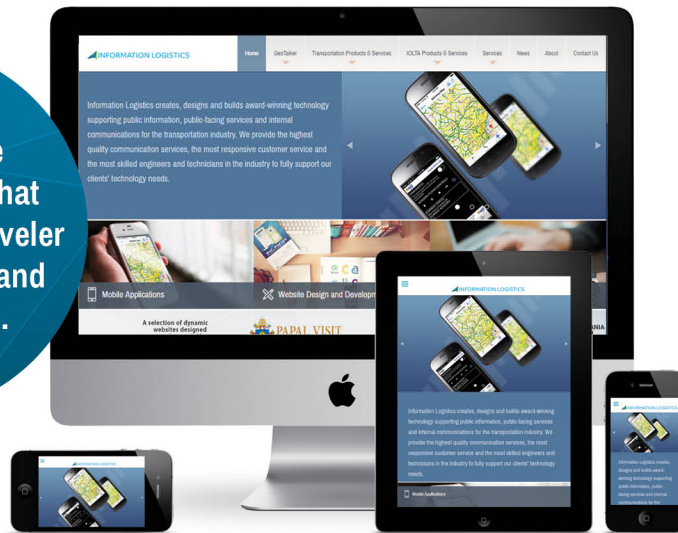 INFORMATION LOGISTICS
Home GeoTalker Transportation Products & Services IOLTA Products & Services Services News About Contact Us
Information Logistics creates, designs and builds award-winning technology
supporting public information, public-facing services and internal
communications for the transportation industry. We provide the highest
quality communication services, the most responsive customer service and
the most skilled engineers and technicians in the industry to fully support our
clients' technology needs.
hat
veler
and
.
Mobile Applications
Website Design and Developm
A selection of dynamic
websites designed
PAPAL VISIT
ANIA
INFORMATION LOGISTICS
Information Logistics creates, designs and builds award-winning
technology supporting public information, public-facing services
and internal communications for the transportation industry. We
provide the highest quality communication services, the most
responsive customer service and the most skilled engineers and
technicians in the industry to fully support our clients' technology
needs.
Mobile Applications
INFORMATION LOGISTICS
INFORMATION LOGISTICS
Information Logistics creates,
designs and builds award-
winning technology supporting
public information, public-
facing services and internal
communications for the